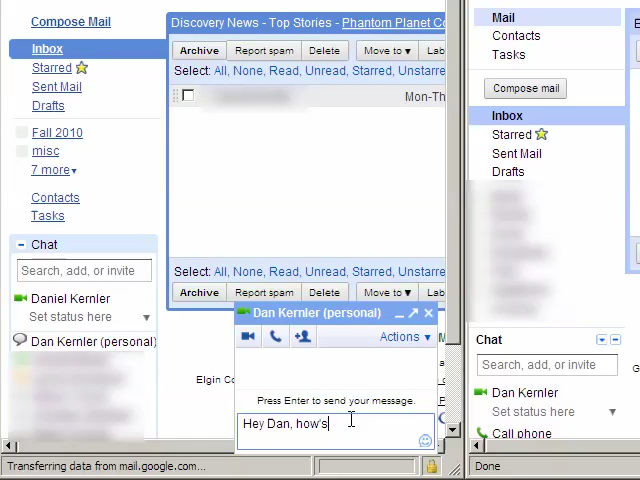 Compose Mail
Inbox
Starred
Sent Mail
Drafts
Fall 2010
misc
7 more▾
Contacts
Tasks
Chat
Search, add, or invite
Daniel Kernler
Set status here
Dan Kernler (personal)
Discovery News - Top Stories - Phantom Planet Co
Archive Report spam Delete Move to ▾ Lab
Select: All, None, Read, Unread, Starred, Unstarre
Mon-Th
Select: All, None, Read, Unread, Starred, Unstarre
Archive Report spam Delete Move to ▾ Lab
Elgin Co
Dan Kernler (personal)
Actions ▾
Press Enter to send your message.
Hey Dan, how's
Transferring data from mail.google.com...
Mail
Contacts
Tasks
Compose mail
Inbox
Starred
Sent Mail
Drafts
Chat
Search, add, or invite
Dan Kernler
Set status here
Call phone
Done